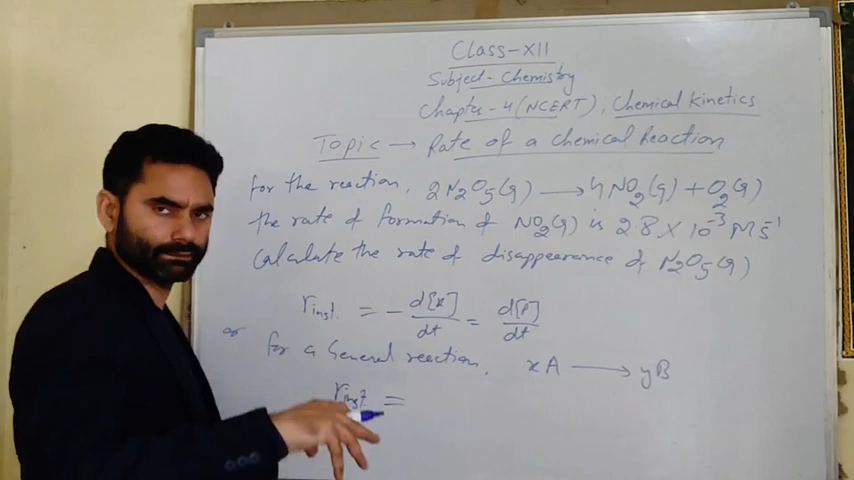 Class-XII
Subject-Chemistry
Chapter-4 (NCERT), Chemical kinetics
Topic → Rate of a chemical Reaction
For the reaction, 2N₂O₅(g) → 4NO₂(g) + O₂(g)
the rate of formation of NO₂(g) is 2.8 × 10⁻³ M s⁻¹
Calculate the rate of disappearance of N₂O₅(g)
r inst. = - d[R]/dt = d[P]/dt
or
for a General reaction, xA → yB
r inst. =